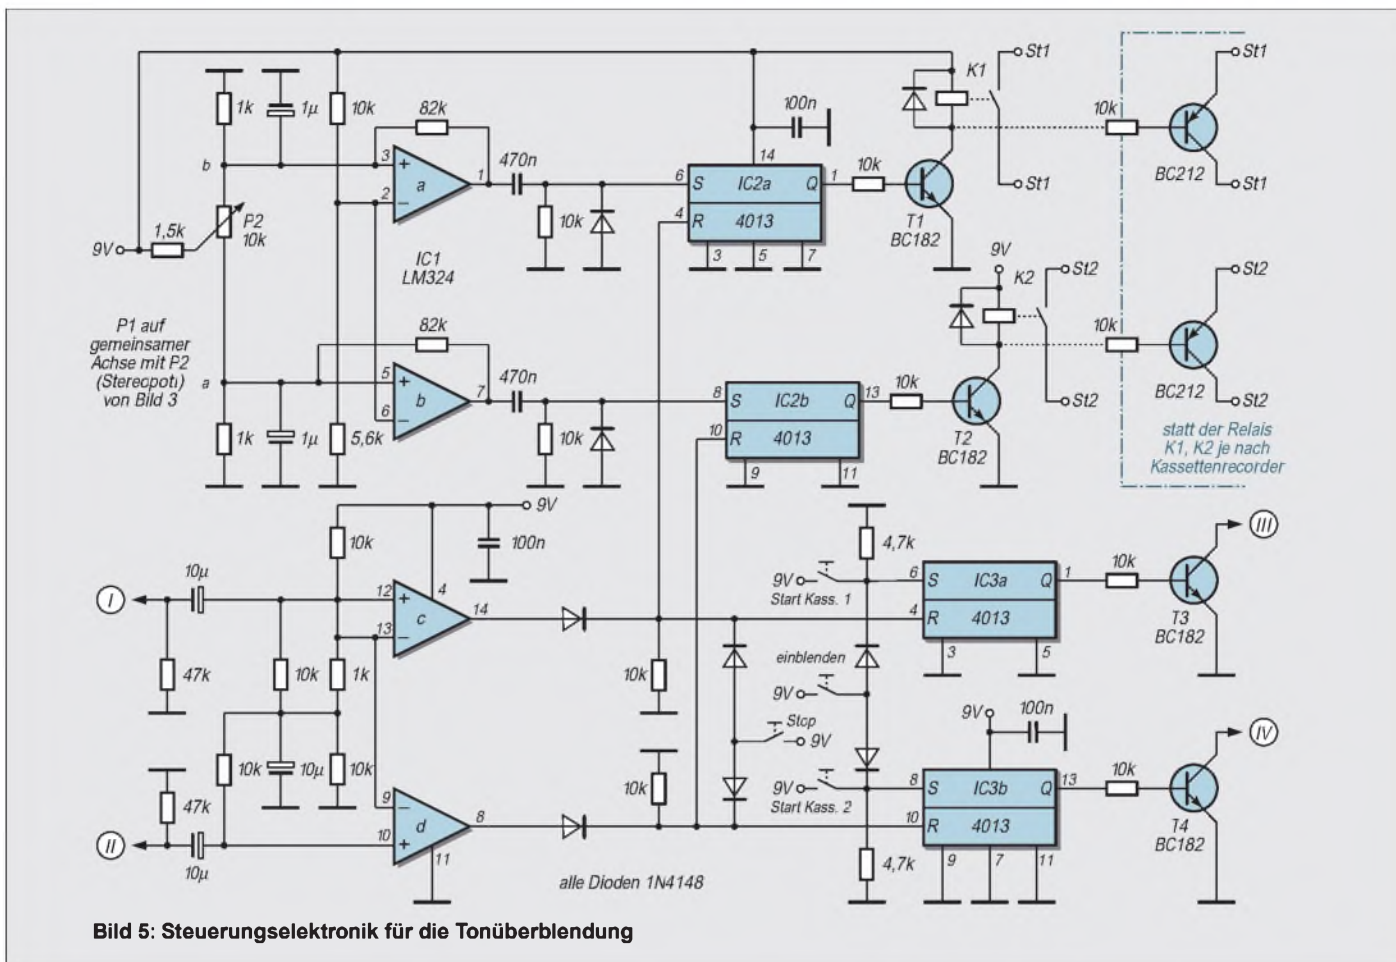 St1
St1
K1
1k
1µ
10k
82k
100n
10k
470n
14
BC212
b
3
+
a
1
2
−
6
S
IC2a
Q
1
10k
4
R
4013
T1
BC182
St1
St1
3
5
7
9V
1,5k
P2
10k
10k
IC1
LM324
9V
K2
St2
St2
P1 auf
gemeinsamer
Achse mit P2
(Stereopoti)
von Bild 3
82k
470n
10k
BC212
a
5
+
b
7
6
−
8
S
IC2b
Q
13
10k
10
R
4013
T2
BC182
St2
St2
1k
1µ
5,6k
10k
9
11
statt der Relais
K1, K2 je nach
Kassettenrecorder
9V
10k
100n
4,7k
III
10µ
I
12
+
4
c
14
13
−
9V
Start Kass. 1
6
S
IC3a
Q
1
10k
4
R
4013
T3
BC182
3
5
47k
10k
1k
10k
einblenden
9V
Stop
9V
9V
100n
IV
10k
10µ
10k
10k
9V
Start Kass. 2
8
S
IC3b
Q
13
10k
47k
9
−
d
8
10
+
11
10
R
4013
T4
BC182
II
10µ
4,7k
9
7
11
alle Dioden 1N4148
Bild 5: Steuerungselektronik für die Tonüberblendung